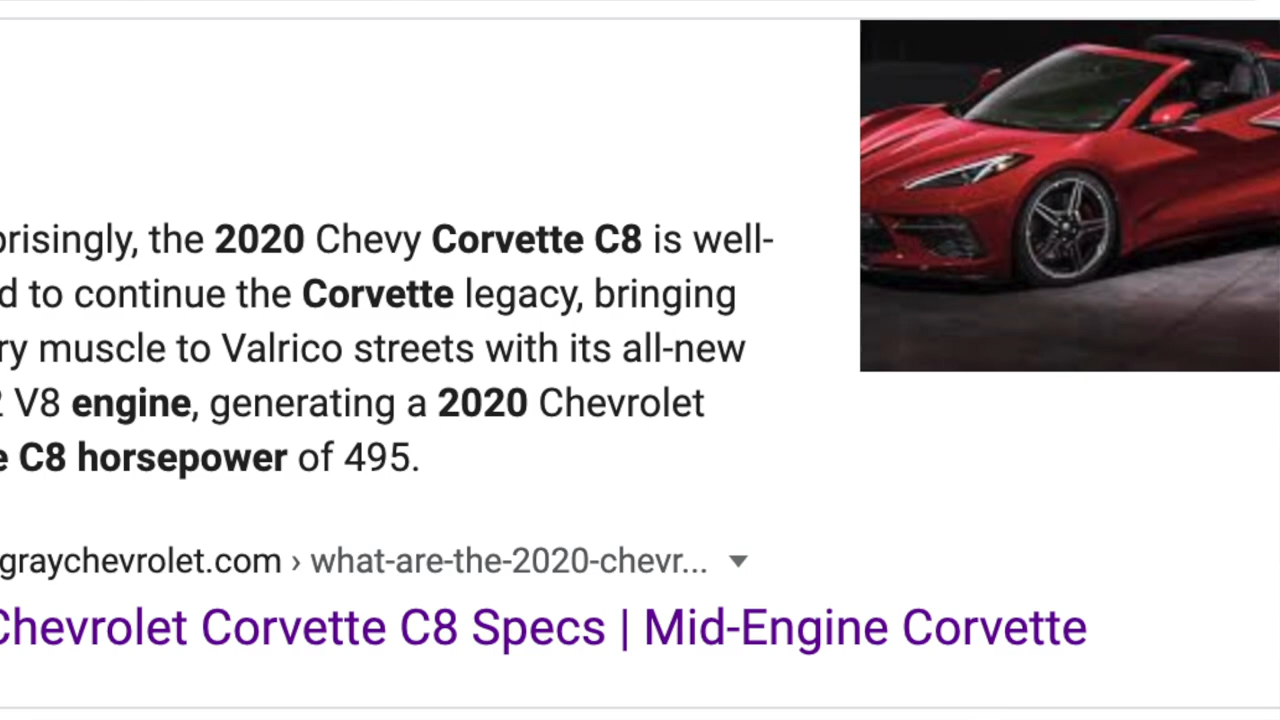 prisingly, the 2020 Chevy Corvette C8 is well-
d to continue the Corvette legacy, bringing
ry muscle to Valrico streets with its all-new
2 V8 engine, generating a 2020 Chevrolet
e C8 horsepower of 495.
graychevrolet.com › what-are-the-2020-chevr...
Chevrolet Corvette C8 Specs | Mid-Engine Corvette